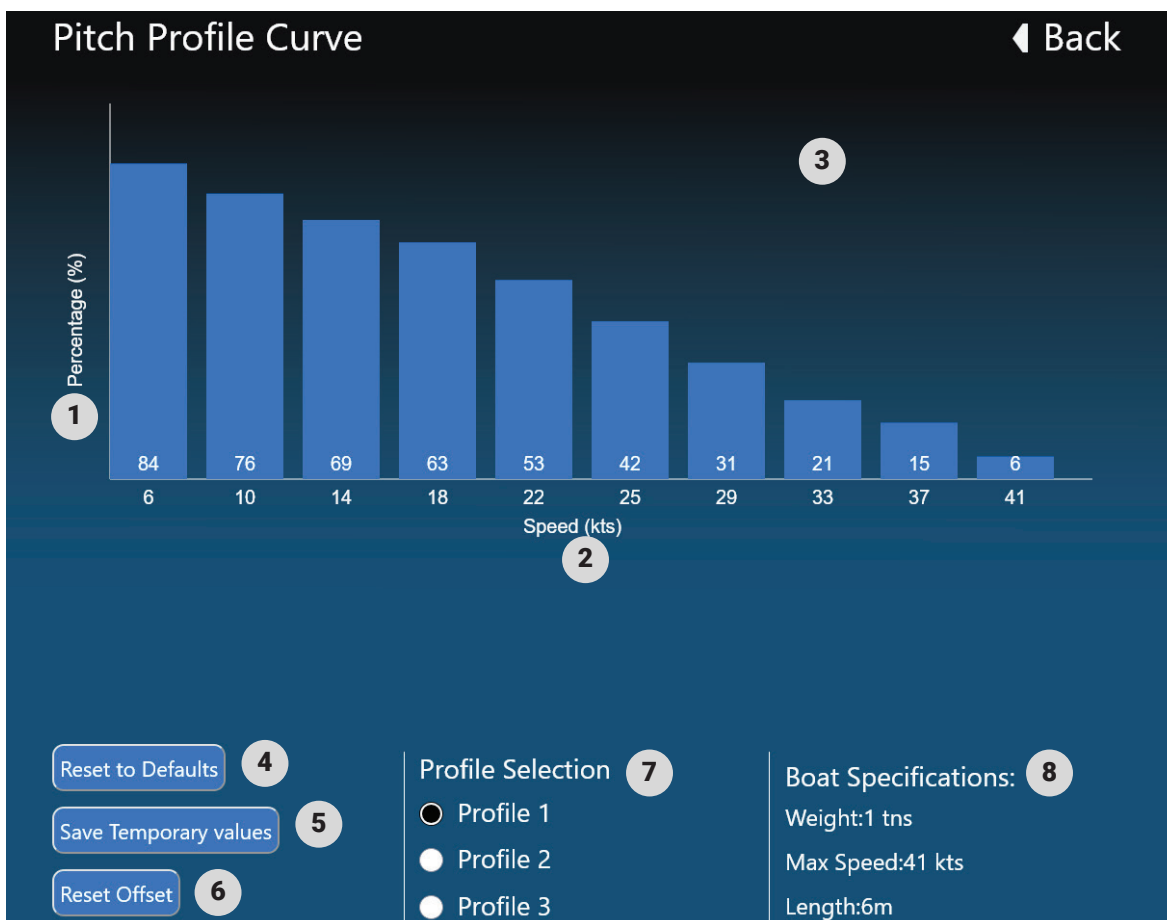 Pitch Profile Curve
Back
3
Percentage (%)
1
84 76 69 63 53 42 31 21 15 6
6 10 14 18 22 25 29 33 37 41
Speed (kts)
2
Reset to Defaults
4
Save Temporary values
5
Reset Offset
6
Profile Selection
7
Profile 1
Profile 2
Profile 3
Boat Specifications:
8
Weight:1 tns
Max Speed:41 kts
Length:6m